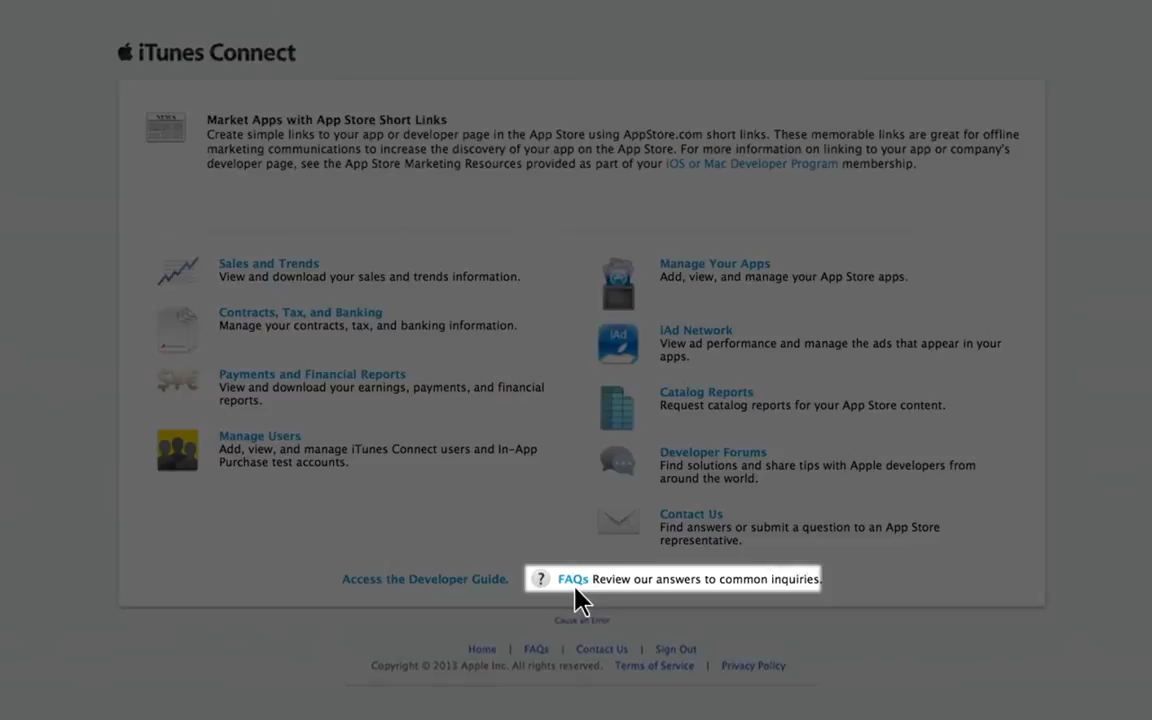 iTunes Connect
NEWS
Market Apps with App Store Short Links
Create simple links to your app or developer page in the App Store using AppStore.com short links. These memorable links are great for offline
marketing communications to increase the discovery of your app on the App Store. For more information on linking to your app or company's
developer page, see the App Store Marketing Resources provided as part of your iOS or Mac Developer Program membership.
Sales and Trends
View and download your sales and trends information.
Contracts, Tax, and Banking
Manage your contracts, tax, and banking information.
Payments and Financial Reports
View and download your earnings, payments, and financial
reports.
Manage Users
Add, view, and manage iTunes Connect users and In-App
Purchase test accounts.
Manage Your Apps
Add, view, and manage your App Store apps.
iAd
iAd Network
View ad performance and manage the ads that appear in your
apps.
Catalog Reports
Request catalog reports for your App Store content.
Developer Forums
Find solutions and share tips with Apple developers from
around the world.
Contact Us
Find answers or submit a question to an App Store
representative.
Access the Developer Guide. ? FAQs Review our answers to common inquiries.
Cause an Error
Home | FAQs | Contact Us | Sign Out
Copyright © 2013 Apple Inc. All rights reserved. Terms of Service | Privacy Policy